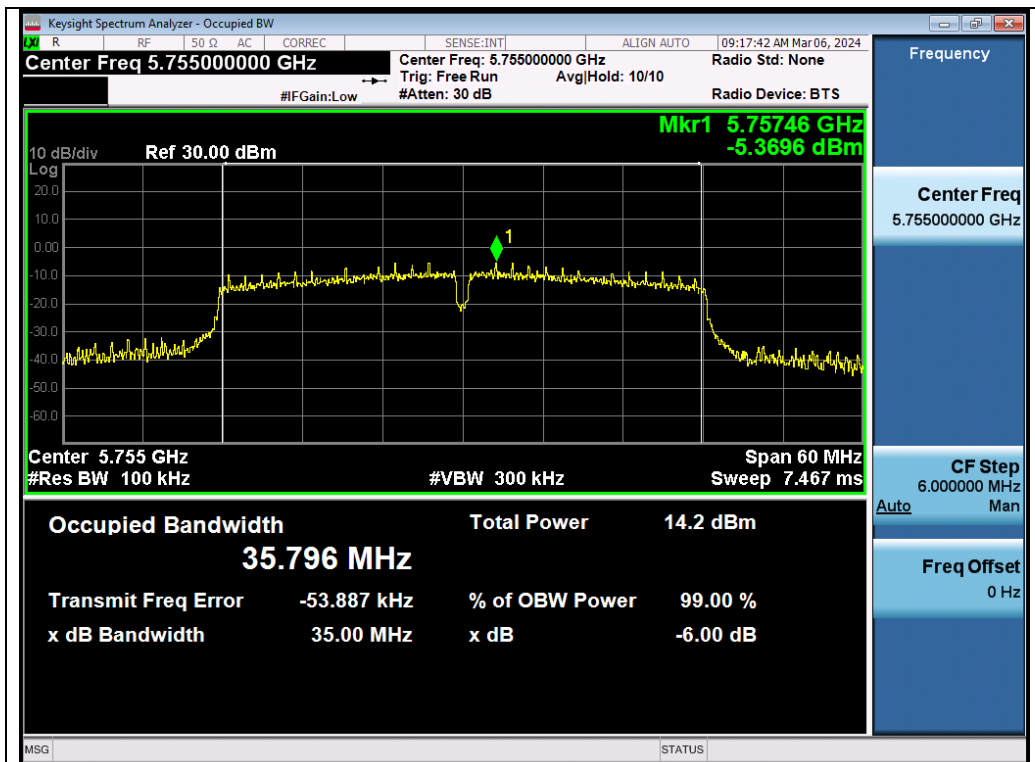 Keysight Spectrum Analyzer - Occupied BW
LXI R RF 50 Ω AC CORREC SENSE:INT ALIGN AUTO 09:17:42 AM Mar 06, 2024
Center Freq 5.755000000 GHz
Center Freq: 5.755000000 GHz
Radio Std: None
Trig: Free Run Avg|Hold: 10/10
#IFGain:Low #Atten: 30 dB
Radio Device: BTS
Mkr1 5.75746 GHz
-5.3696 dBm
10 dB/div Ref 30.00 dBm
Log
20.0
10.0
0.00
-10.0
-20.0
-30.0
-40.0
-50.0
-60.0
1
Center 5.755 GHz Span 60 MHz
#Res BW 100 kHz #VBW 300 kHz Sweep 7.467 ms
Occupied Bandwidth Total Power 14.2 dBm
35.796 MHz
Transmit Freq Error -53.887 kHz % of OBW Power 99.00 %
x dB Bandwidth 35.00 MHz x dB -6.00 dB
Frequency
Center Freq
5.755000000 GHz
CF Step
6.000000 MHz
Auto Man
Freq Offset
0 Hz
MSG STATUS